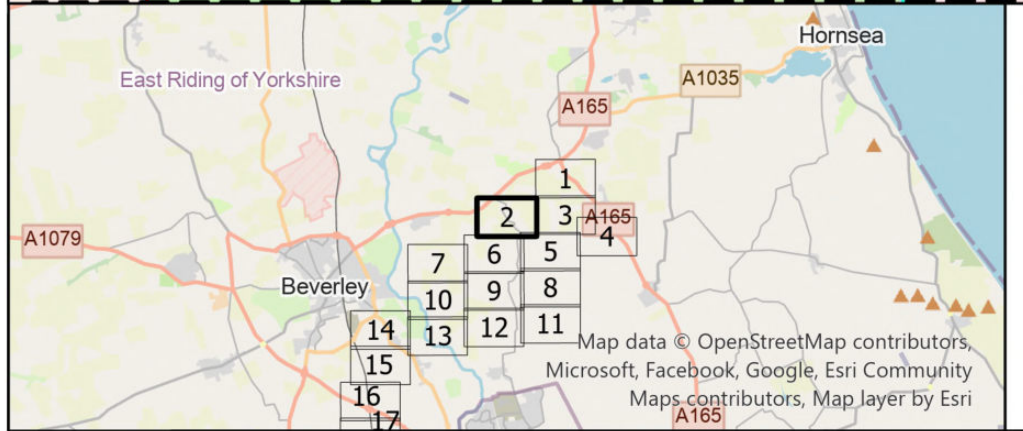 Hornsea
East Riding of Yorkshire
A1035
A165
1
2
3
A165
4
A1079
6
5
7
Beverley
9
8
10
14
13
12
11
Map data © OpenStreetMap contributors,
15
Microsoft, Facebook, Google, Esri Community
16
Maps contributors, Map layer by Esri
17
A165